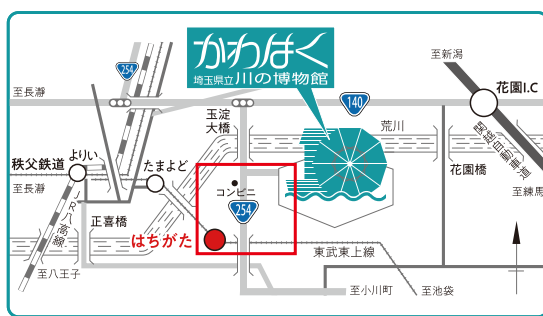 かわはく
埼玉県立 川の博物館
254
至新潟
至長瀞
花園I.C
140
玉淀
大橋
荒川
関越自動車道
よりい
秩父鉄道
たまよど
花園橋
至長瀞
コンビニ
至練馬
正喜橋
254
JR八高線
はちがた
東武東上線
至八王子
至小川町
至池袋